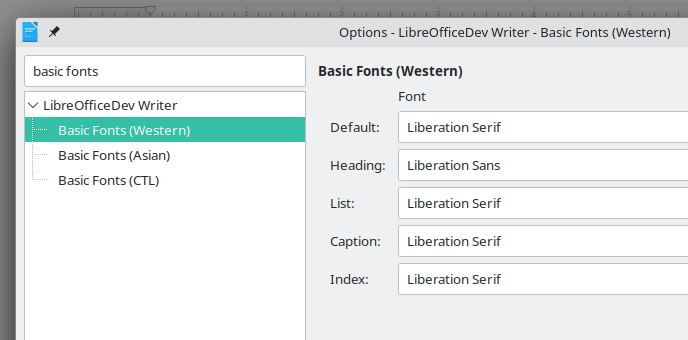 Options - LibreOfficeDev Writer - Basic Fonts (Western)
basic fonts
LibreOfficeDev Writer
Basic Fonts (Western)
Basic Fonts (Asian)
Basic Fonts (CTL)
Basic Fonts (Western)
Font
Default: Liberation Serif
Heading: Liberation Sans
List: Liberation Serif
Caption: Liberation Serif
Index: Liberation Serif